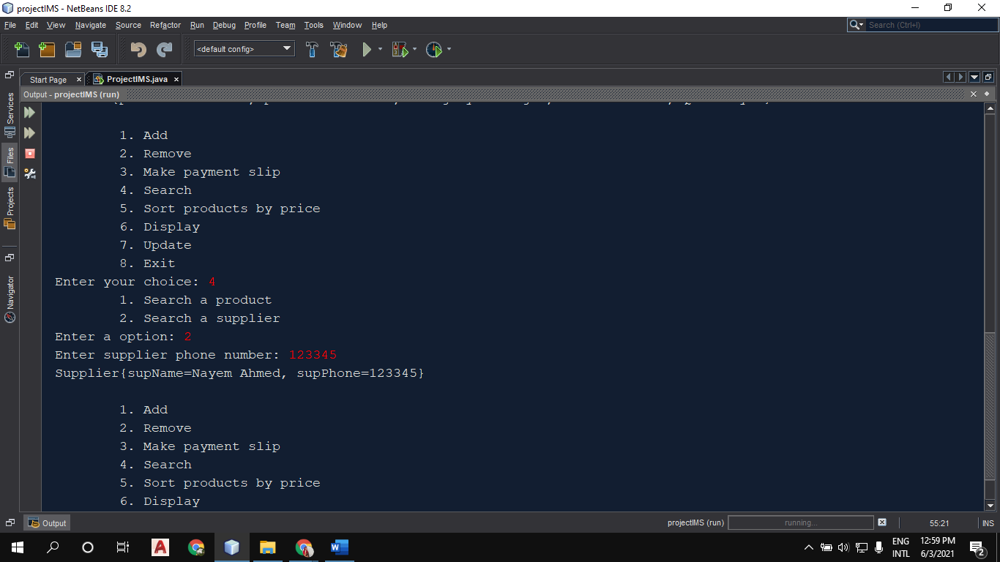 projectIMS - NetBeans IDE 8.2
File Edit View Navigate Source Refactor Run Debug Profile Team Tools Window Help
Search (Ctrl+I)
<default config>
Start Page
ProjectIMS.java
Output - projectIMS (run)
Services
Files
Projects
Navigator
1. Add
2. Remove
3. Make payment slip
4. Search
5. Sort products by price
6. Display
7. Update
8. Exit
Enter your choice: 4
1. Search a product
2. Search a supplier
Enter a option: 2
Enter supplier phone number: 123345
Supplier{supName=Nayem Ahmed, supPhone=123345}
1. Add
2. Remove
3. Make payment slip
4. Search
5. Sort products by price
6. Display
Output
projectIMS (run)
running...
55:21
INS
ENG
INTL
12:59 PM
6/3/2021
2